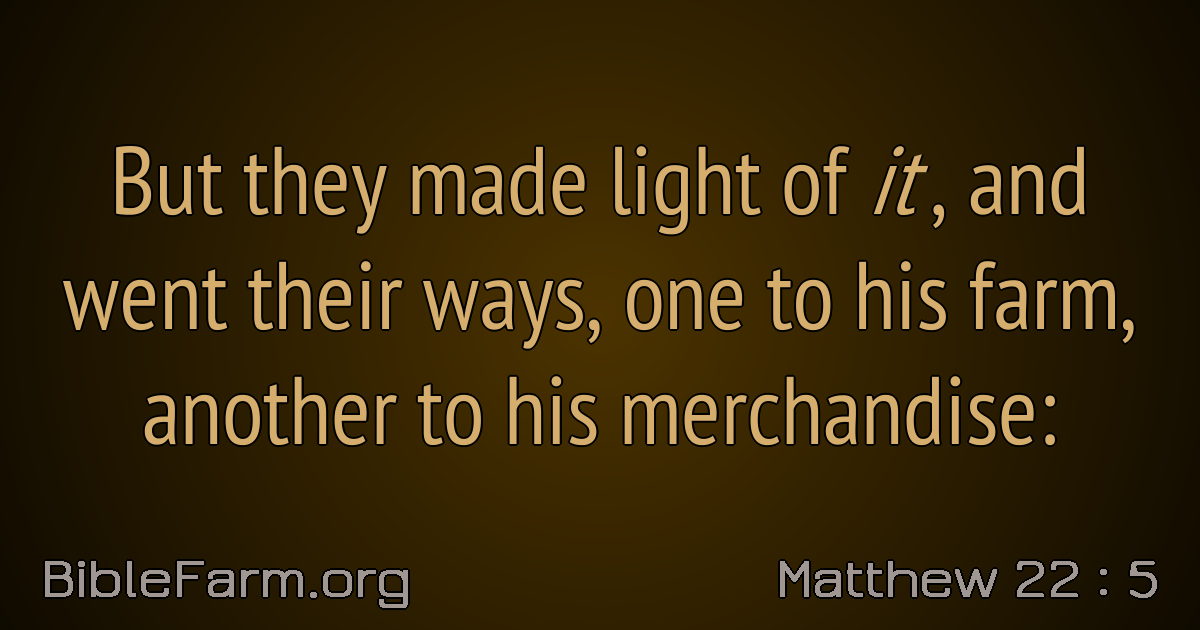 But they made light of it, and
went their ways, one to his farm,
another to his merchandise:
BibleFarm.org
Matthew 22 : 5